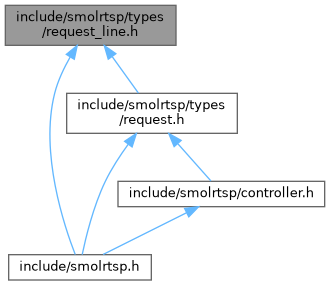 include/smolrtsp/types
/request_line.h
include/smolrtsp/types
/request.h
include/smolrtsp/controller.h
include/smolrtsp.h